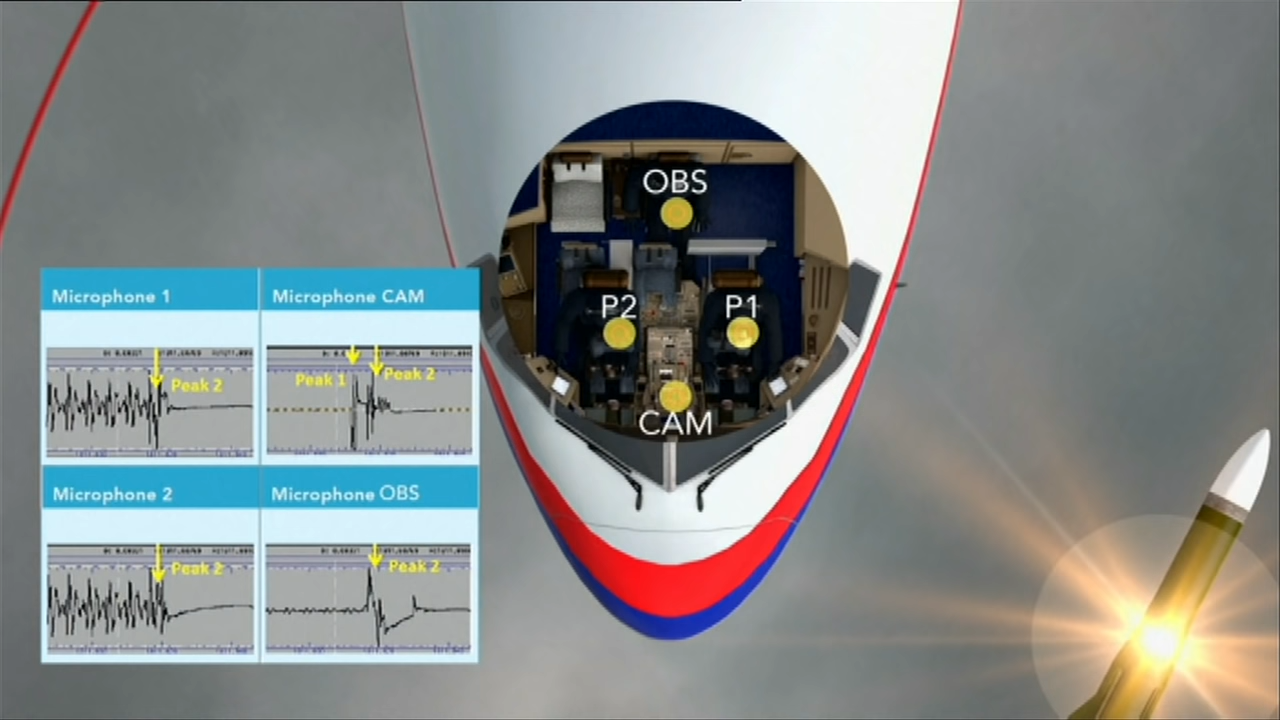 OBS
P2
P1
CAM
Microphone 1
Peak 2
Microphone CAM
Peak 1
Peak 2
Microphone 2
Peak 2
Microphone OBS
Peak 2